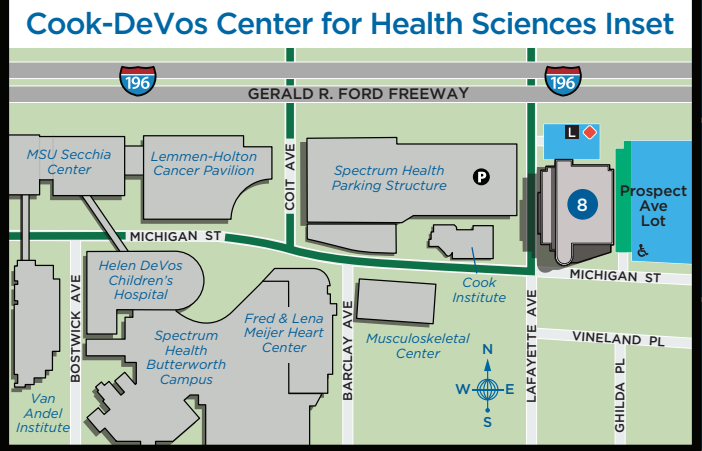 Cook-DeVos Center for Health Sciences Inset
196
196
GERALD R. FORD FREEWAY
L
MSU Secchia
Center
Lemmen-Holton
Cancer Pavilion
COIT AVE
Spectrum Health
Parking Structure
P
8
Prospect
Ave
Lot
MICHIGAN ST
Helen DeVos
Children's
Hospital
Cook
Institute
MICHIGAN ST
BOSTWICK AVE
Fred & Lena
Meijer Heart
Center
BARCLAY AVE
Musculoskeletal
Center
LAFAYETTE AVE
VINELAND PL
GHILDA PL
Spectrum
Health
Butterworth
Campus
Van
Andel
Institute
N
W
E
S